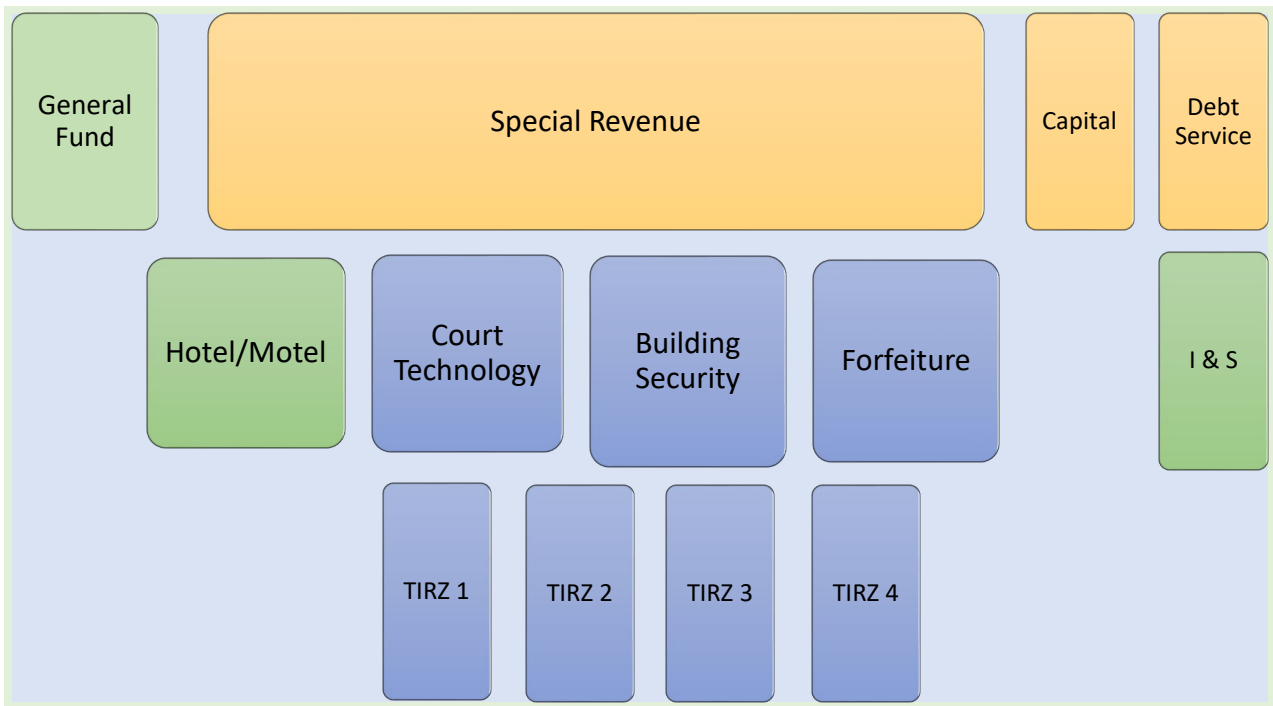 General
Fund
Special Revenue
Capital
Debt
Service
Hotel/Motel
Court
Technology
Building
Security
Forfeiture
I & S
TIRZ 1
TIRZ 2
TIRZ 3
TIRZ 4